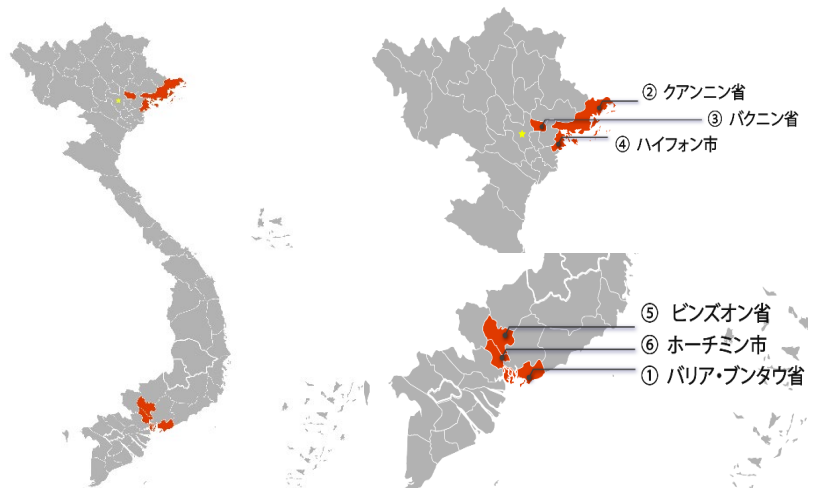 ② クアンニン省
③ バクニン省
④ ハイフォン市
⑤ ビンズオン省
⑥ ホーチミン市
① バリア・ブンタウ省